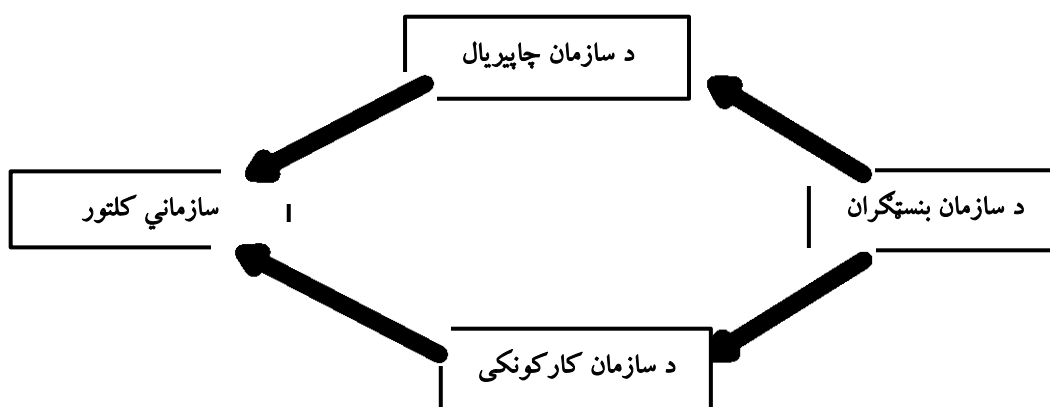 د سازمان چاپیریال
د سازمان بنسټګران
سازماني کلتور
د سازمان کارکونکی